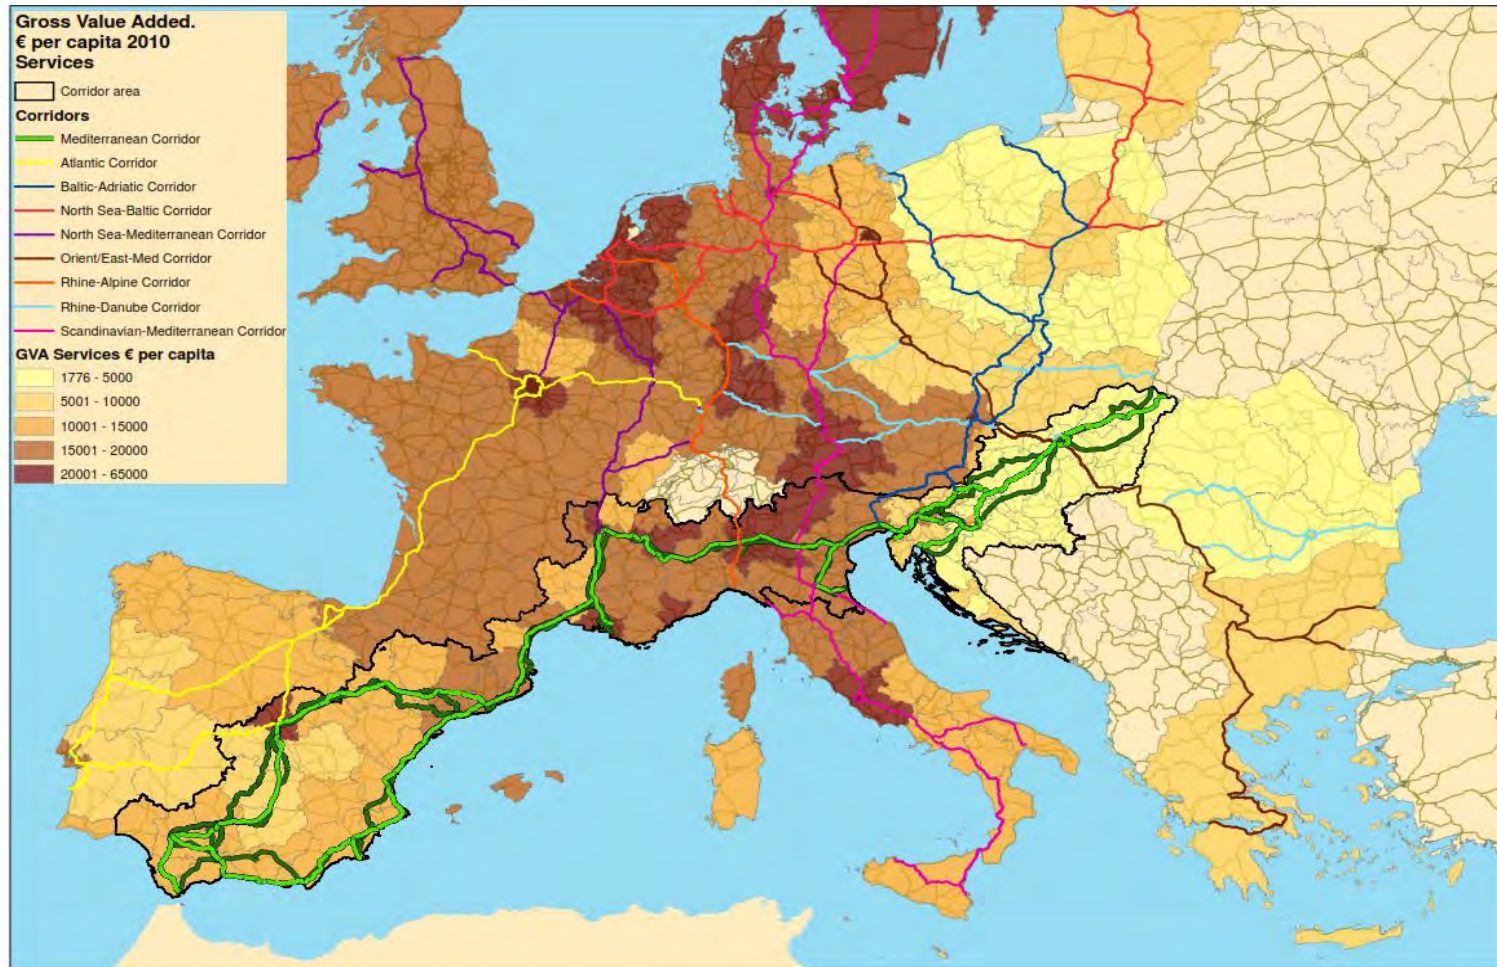 Gross Value Added.
€ per capita 2010
Services
Corridor area
Corridors
Mediterranean Corridor
Atlantic Corridor
Baltic-Adriatic Corridor
North Sea-Baltic Corridor
North Sea-Mediterranean Corridor
Orient/East-Med Corridor
Rhine-Alpine Corridor
Rhine-Danube Corridor
Scandinavian-Mediterranean Corridor
GVA Services € per capita
1776 - 5000
5001 - 10000
10001 - 15000
15001 - 20000
20001 - 65000